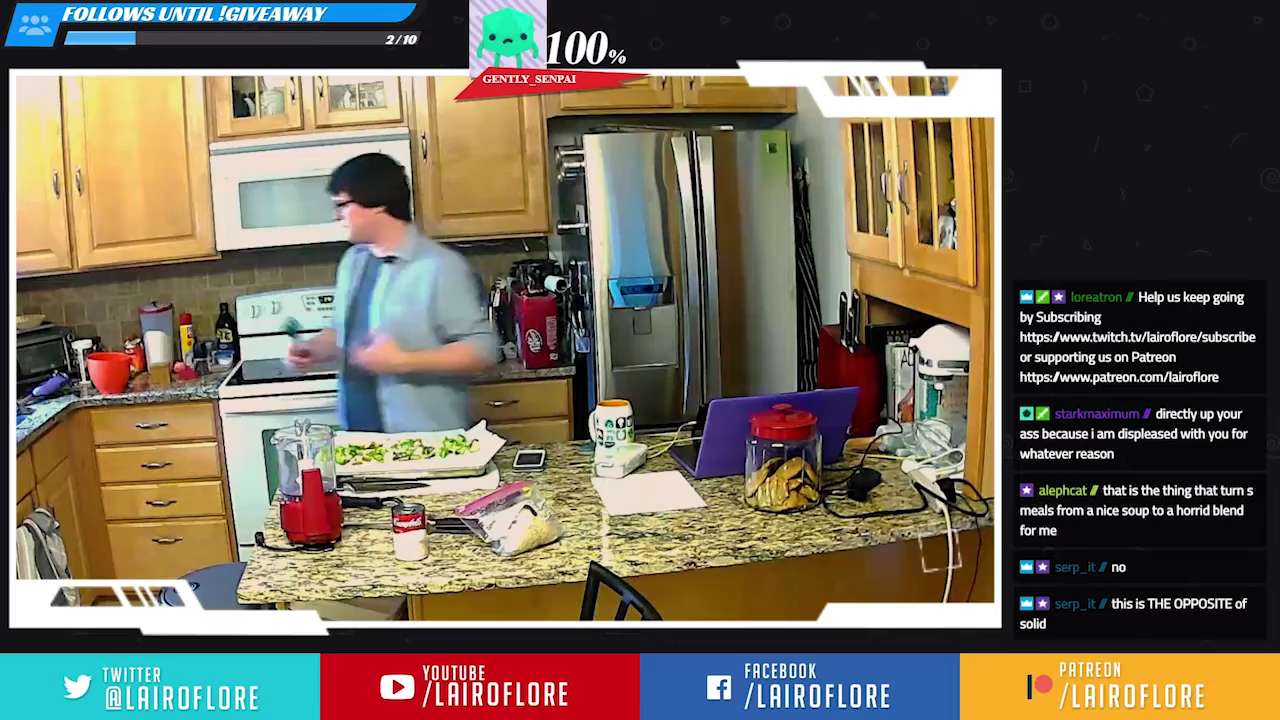 FOLLOWS UNTIL !GIVEAWAY
2/10
100%
GENTLY_SENPAI
loreatron // Help us keep going
by Subscribing
https://www.twitch.tv/lairoflore/subscribe
or supporting us on Patreon
https://www.patreon.com/lairoflore
starkmaximum // directly up your
ass because i am displeased with you for
whatever reason
alephcat // that is the thing that turn s
meals from a nice soup to a horrid blend
for me
serp_it // no
serp_it // this is THE OPPOSITE of
solid
Campbell's
TWITTER
@LAIROFLORE
YOUTUBE
/LAIROFLORE
FACEBOOK
/LAIROFLORE
PATREON
/LAIROFLORE